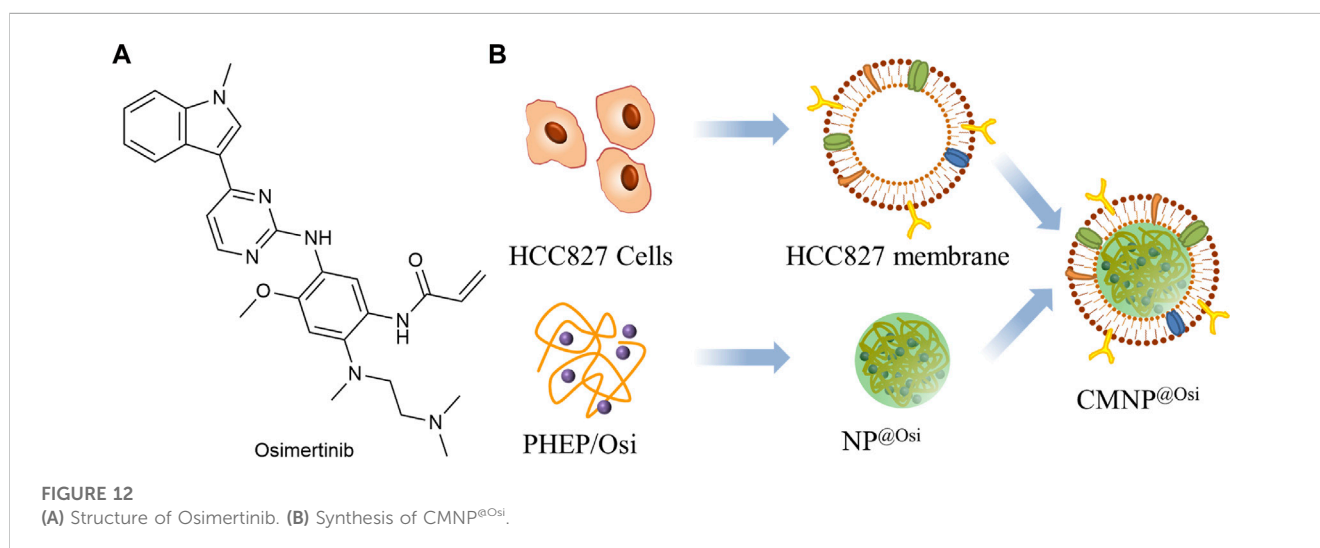 A
B
N
N
N
NH
O
O
NH
N
N
Osimertinib
HCC827 Cells
HCC827 membrane
PHEP/Osi
NP@Osi
CMNP@Osi
FIGURE 12
(A) Structure of Osimertinib. (B) Synthesis of CMNP@Osi.